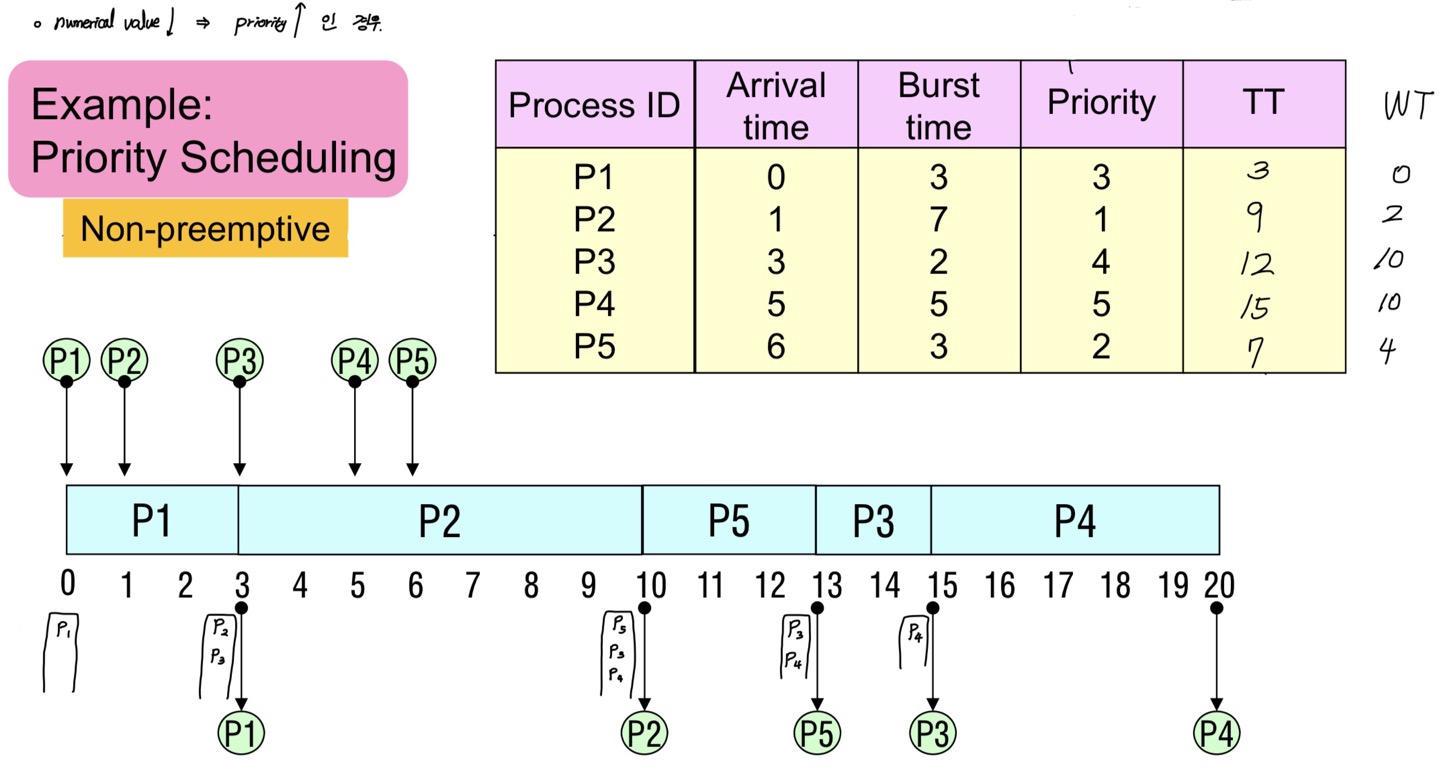 o numerical value↓ ⇒ priority↑ 인 경우.
Example:
Priority Scheduling
Non-preemptive
Process ID Arrival time Burst time Priority TT WT
P1 0 3 3 3 0
P2 1 7 1 9 2
P3 3 2 4 12 10
P4 5 5 5 15 10
P5 6 3 2 7 4
P1 P2 P3 P4 P5
P1 P2 P5 P3 P4
0 1 2 3 4 5 6 7 8 9 10 11 12 13 14 15 16 17 18 19 20
P1 P2 P5 P3 P4
P3 P3 P4
P4
P1 P2 P5 P3 P4